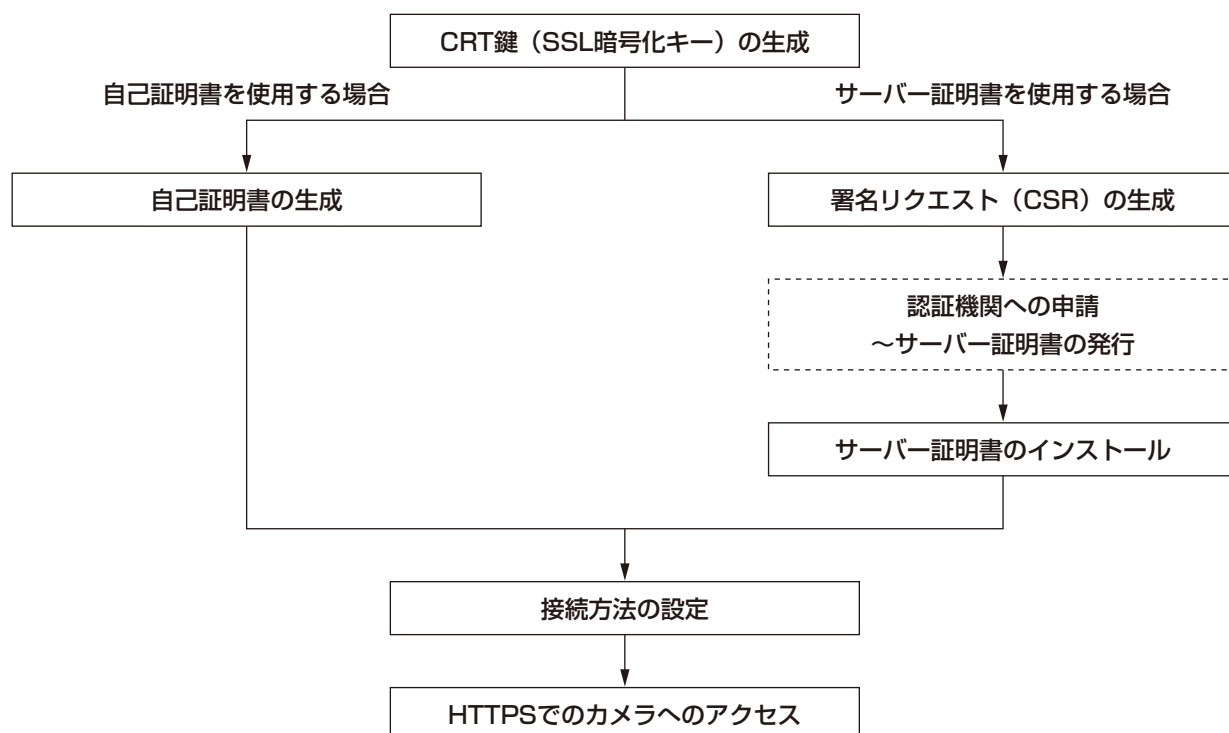 CRT鍵（SSL暗号化キー）の生成
自己証明書を使用する場合
サーバー証明書を使用する場合
自己証明書の生成
署名リクエスト（CSR）の生成
認証機関への申請
～サーバー証明書の発行
サーバー証明書のインストール
接続方法の設定
HTTPSでのカメラへのアクセス